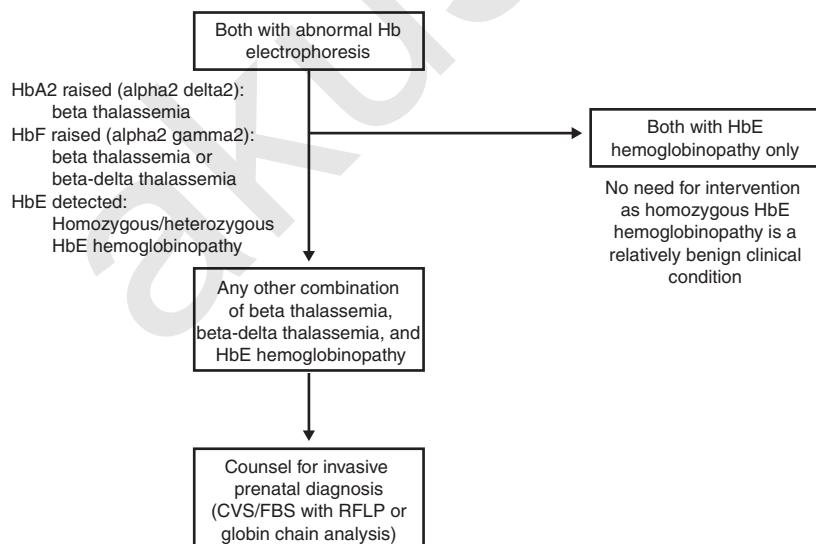 Both with abnormal Hb
electrophoresis
HbA2 raised (alpha2 delta2):
beta thalassemia
HbF raised (alpha2 gamma2):
beta thalassemia or
beta-delta thalassemia
HbE detected:
Homozygous/heterozygous
HbE hemoglobinopathy
Both with HbE
hemoglobinopathy only
No need for intervention
as homozygous HbE
hemoglobinopathy is a
relatively benign clinical
condition
Any other combination
of beta thalassemia,
beta-delta thalassemia, and
HbE hemoglobinopathy
Counsel for invasive
prenatal diagnosis
(CVS/FBS with RFLP or
globin chain analysis)
akus